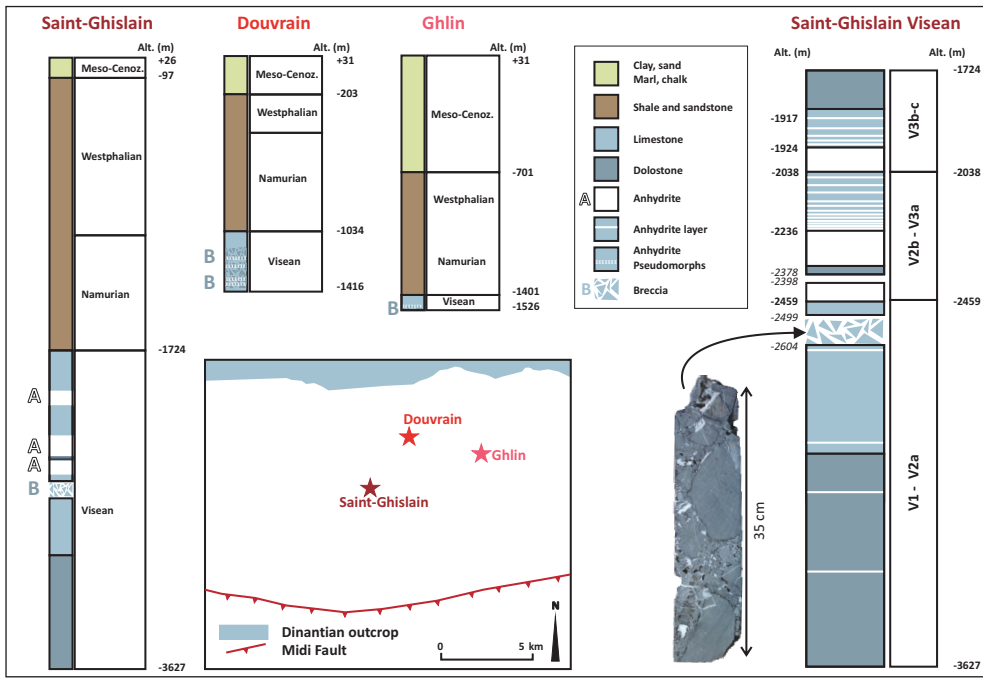 Saint-Ghislain
Alt. (m)
+26
Meso-Cenoz.
-97
Westphalian
Namurian
-1724
A
A
A
B
Visean
-3627
Douvrain
Alt. (m)
+31
Meso-Cenoz.
-203
Westphalian
Namurian
-1034
B
Visean
B
-1416
Ghlin
Alt. (m)
+31
Meso-Cenoz.
-701
Westphalian
Namurian
-1401
Visean
B
-1526
Clay, sand
Marl, chalk
Shale and sandstone
Limestone
Dolostone
A
Anhydrite
Anhydrite layer
Anhydrite
Pseudomorphs
B
Breccia
Douvrain
Ghlin
Saint-Ghislain
Dinantian outcrop
Midi Fault
N
0
5 km
35 cm
Saint-Ghislain Visean
Alt. (m)
Alt. (m)
-1724
-1917
V3b-c
-1924
-2038
-2038
V2b - V3a
-2236
-2378
-2398
-2459
-2459
-2499
-2604
V1 - V2a
-3627